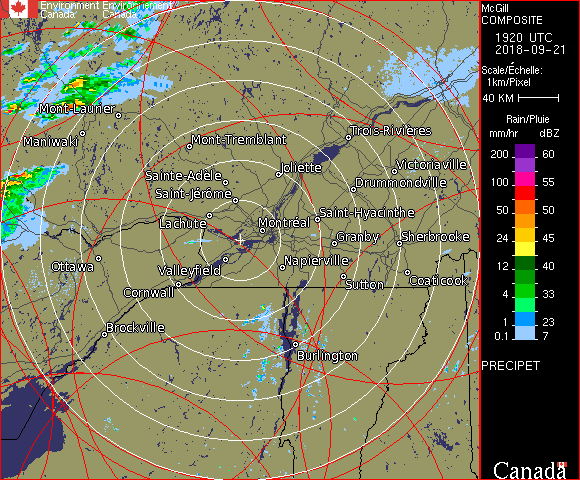 Environment Environnement
Canada Canada
Mont-Laurier
Maniwaki
Mont-Tremblant
Trois-Rivières
Sainte-Adèle
Joliette
Victoriaville
Saint-Jérôme
Drummondville
Lachute
Montréal
Saint-Hyacinthe
Granby
Sherbrooke
Ottawa
Valleyfield
Napierville
Cornwall
Sutton
Coaticook
Brockville
Burlington
McGill
COMPOSITE
1920 UTC
2018-09-21
Scale/Échelle:
1km/Pixel
40 KM
Rain/Pluie
mm/hr dBZ
200 60
100 55
50 50
24 45
12 40
4 33
1 23
0.1 7
PRECIPET
Canada